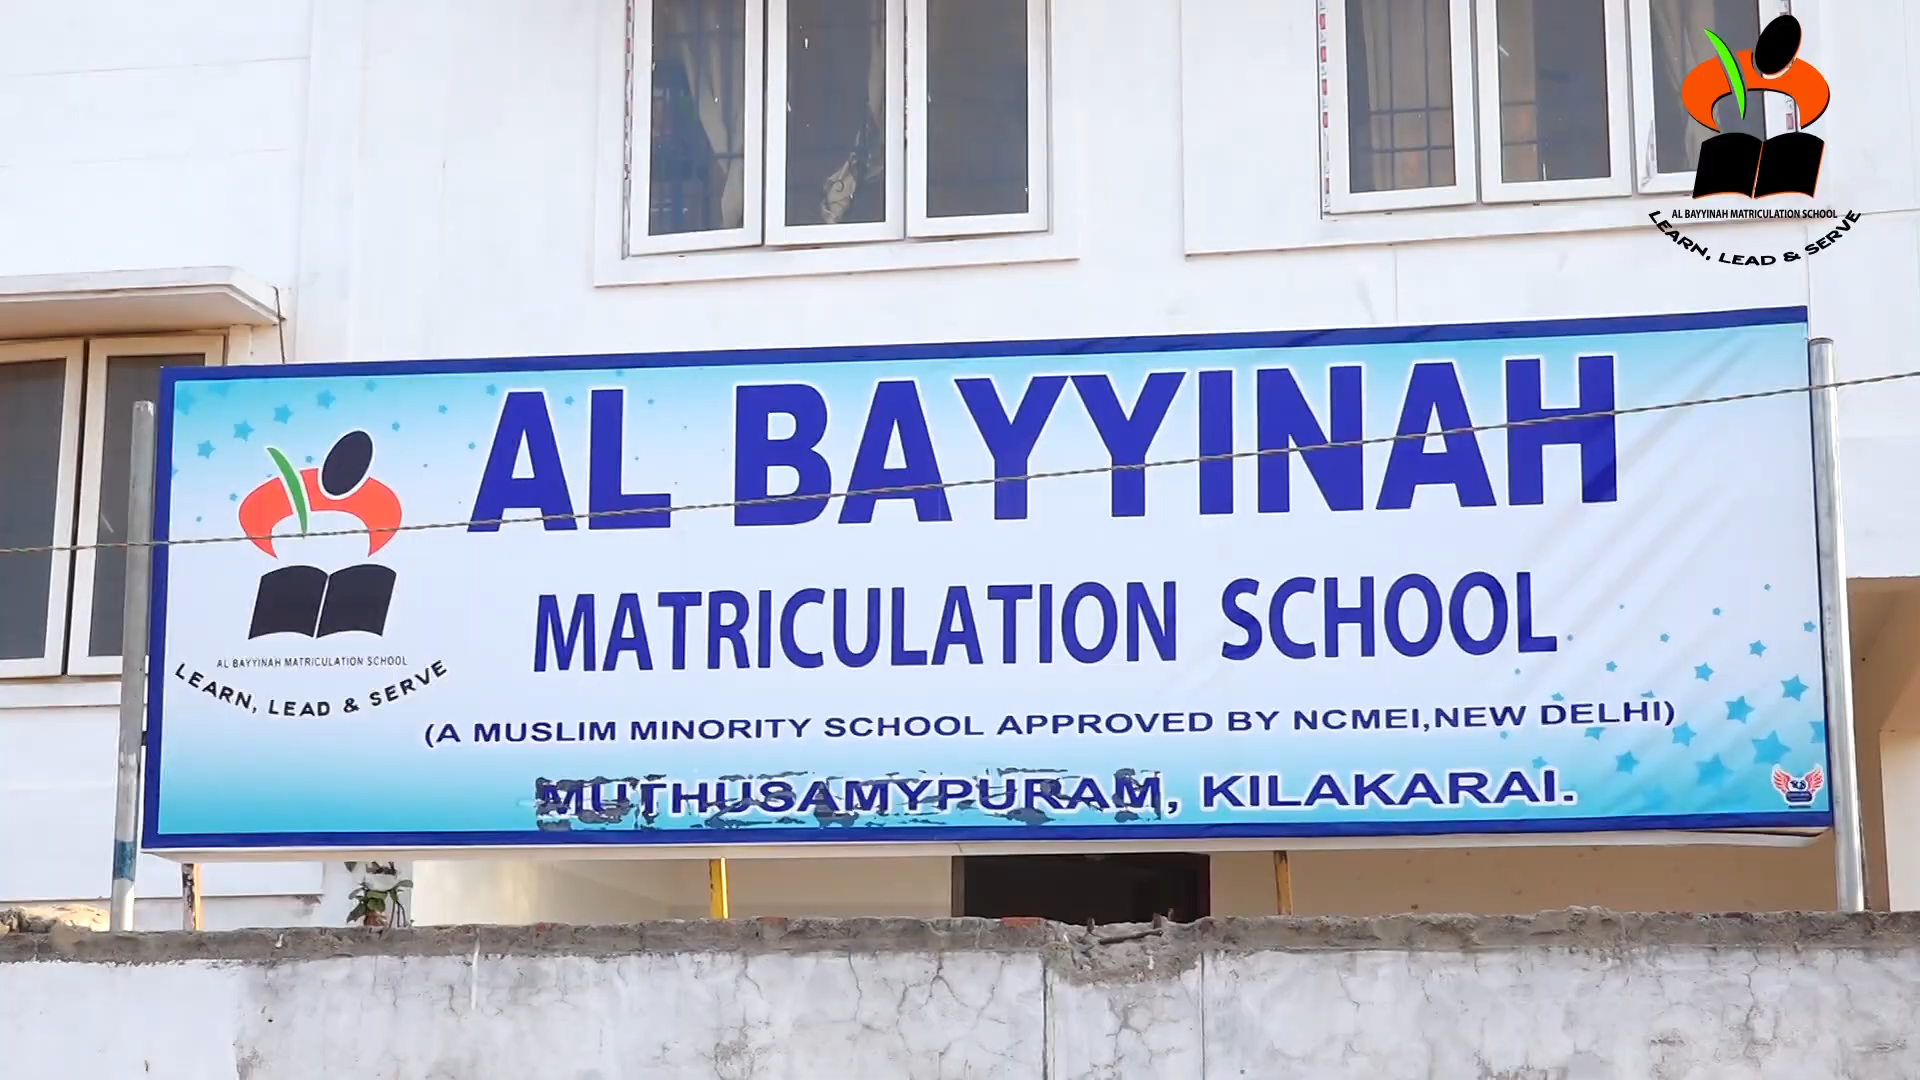 AL BAYYINAH MATRICULATION SCHOOL
LEARN, LEAD & SERVE
AL BAYYINAH
MATRICULATION SCHOOL
AL BAYYINAH MATRICULATION SCHOOL
LEARN, LEAD & SERVE
(A MUSLIM MINORITY SCHOOL APPROVED BY NCMEI,NEW DELHI)
MUTHUSAMYPURAM, KILAKARAI.